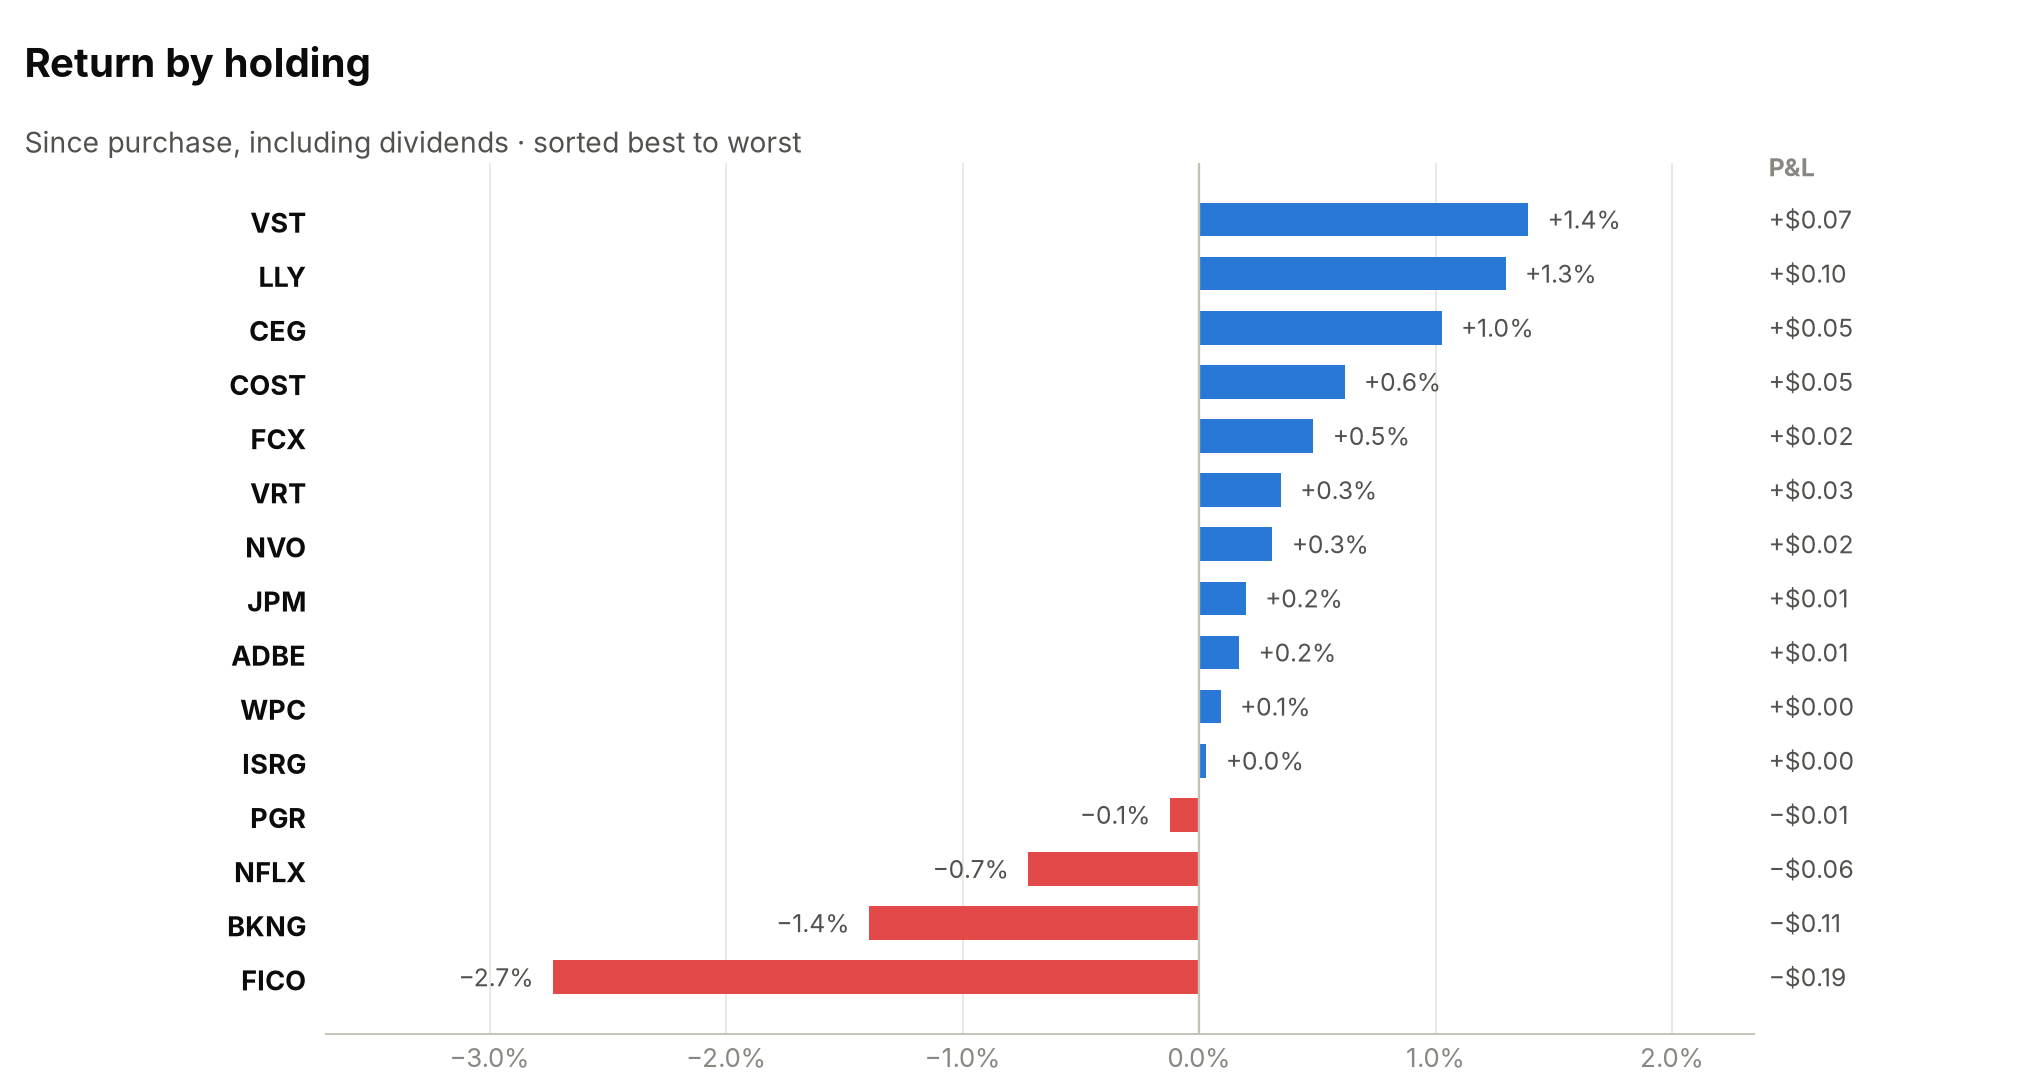 Return by holding
Since purchase, including dividends · sorted best to worst
P&L
VST +1.4% +$0.07
LLY +1.3% +$0.10
CEG +1.0% +$0.05
COST +0.6% +$0.05
FCX +0.5% +$0.02
VRT +0.3% +$0.03
NVO +0.3% +$0.02
JPM +0.2% +$0.01
ADBE +0.2% +$0.01
WPC +0.1% +$0.00
ISRG +0.0% +$0.00
PGR −0.1% −$0.01
NFLX −0.7% −$0.06
BKNG −1.4% −$0.11
FICO −2.7% −$0.19
−3.0% −2.0% −1.0% 0.0% 1.0% 2.0%